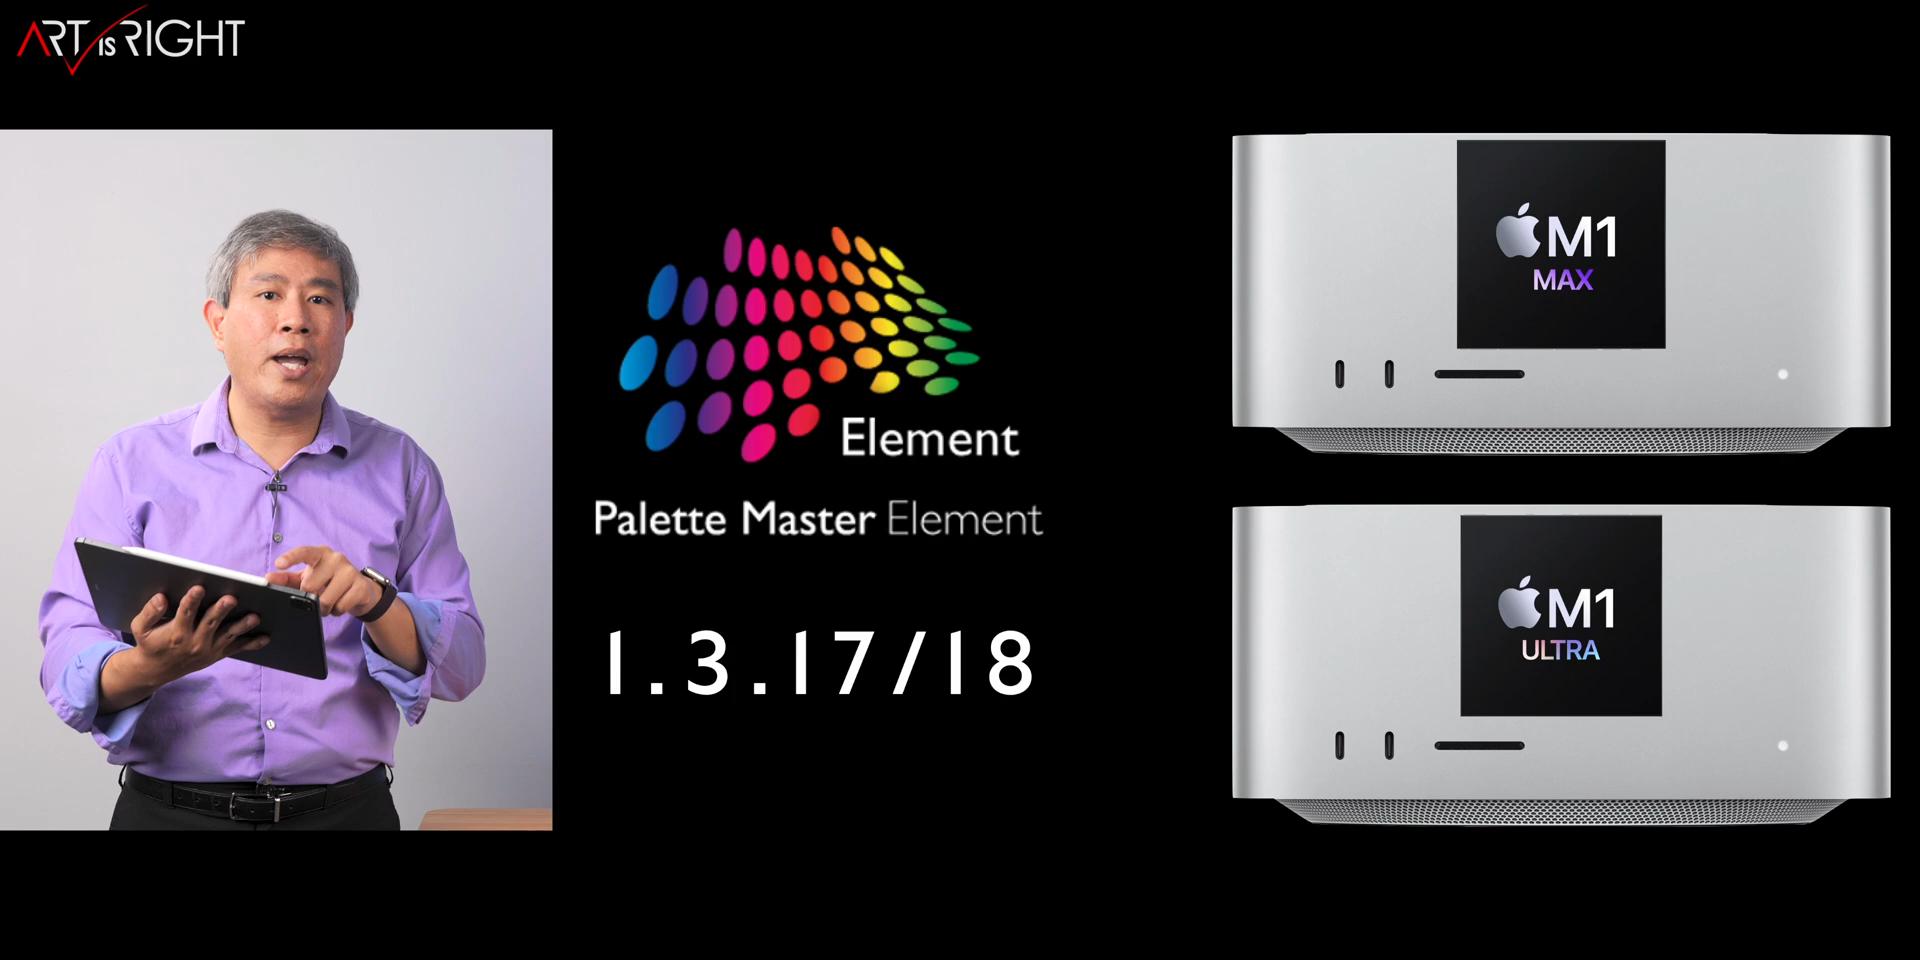 ART IS RIGHT
Element
Palette Master Element
1.3.17/18
M1
MAX
M1
ULTRA